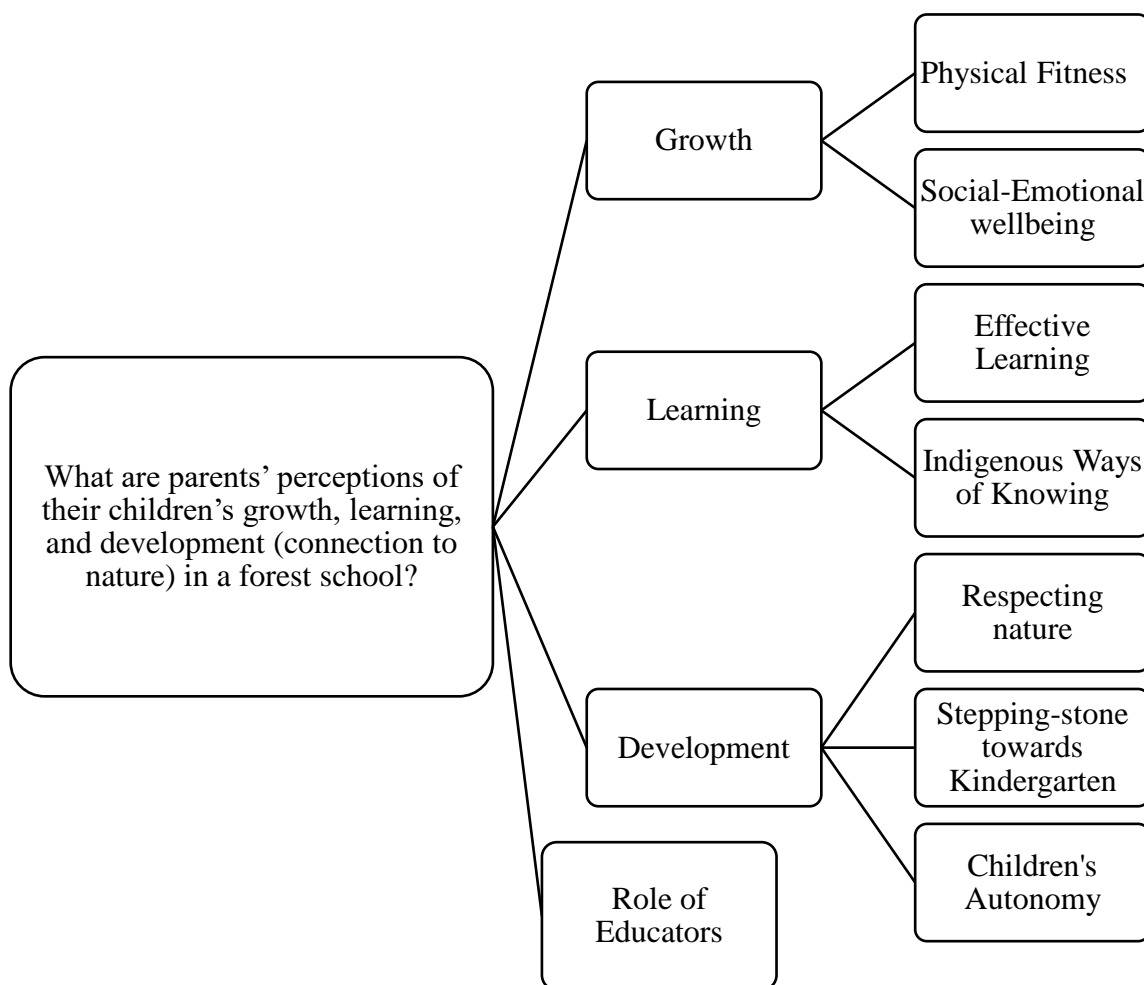 What are parents’ perceptions of
their children’s growth, learning,
and development (connection to
nature) in a forest school?
Growth
Physical Fitness
Social-Emotional
wellbeing
Learning
Effective
Learning
Indigenous Ways
of Knowing
Development
Respecting
nature
Stepping-stone
towards
Kindergarten
Children's
Autonomy
Role of
Educators